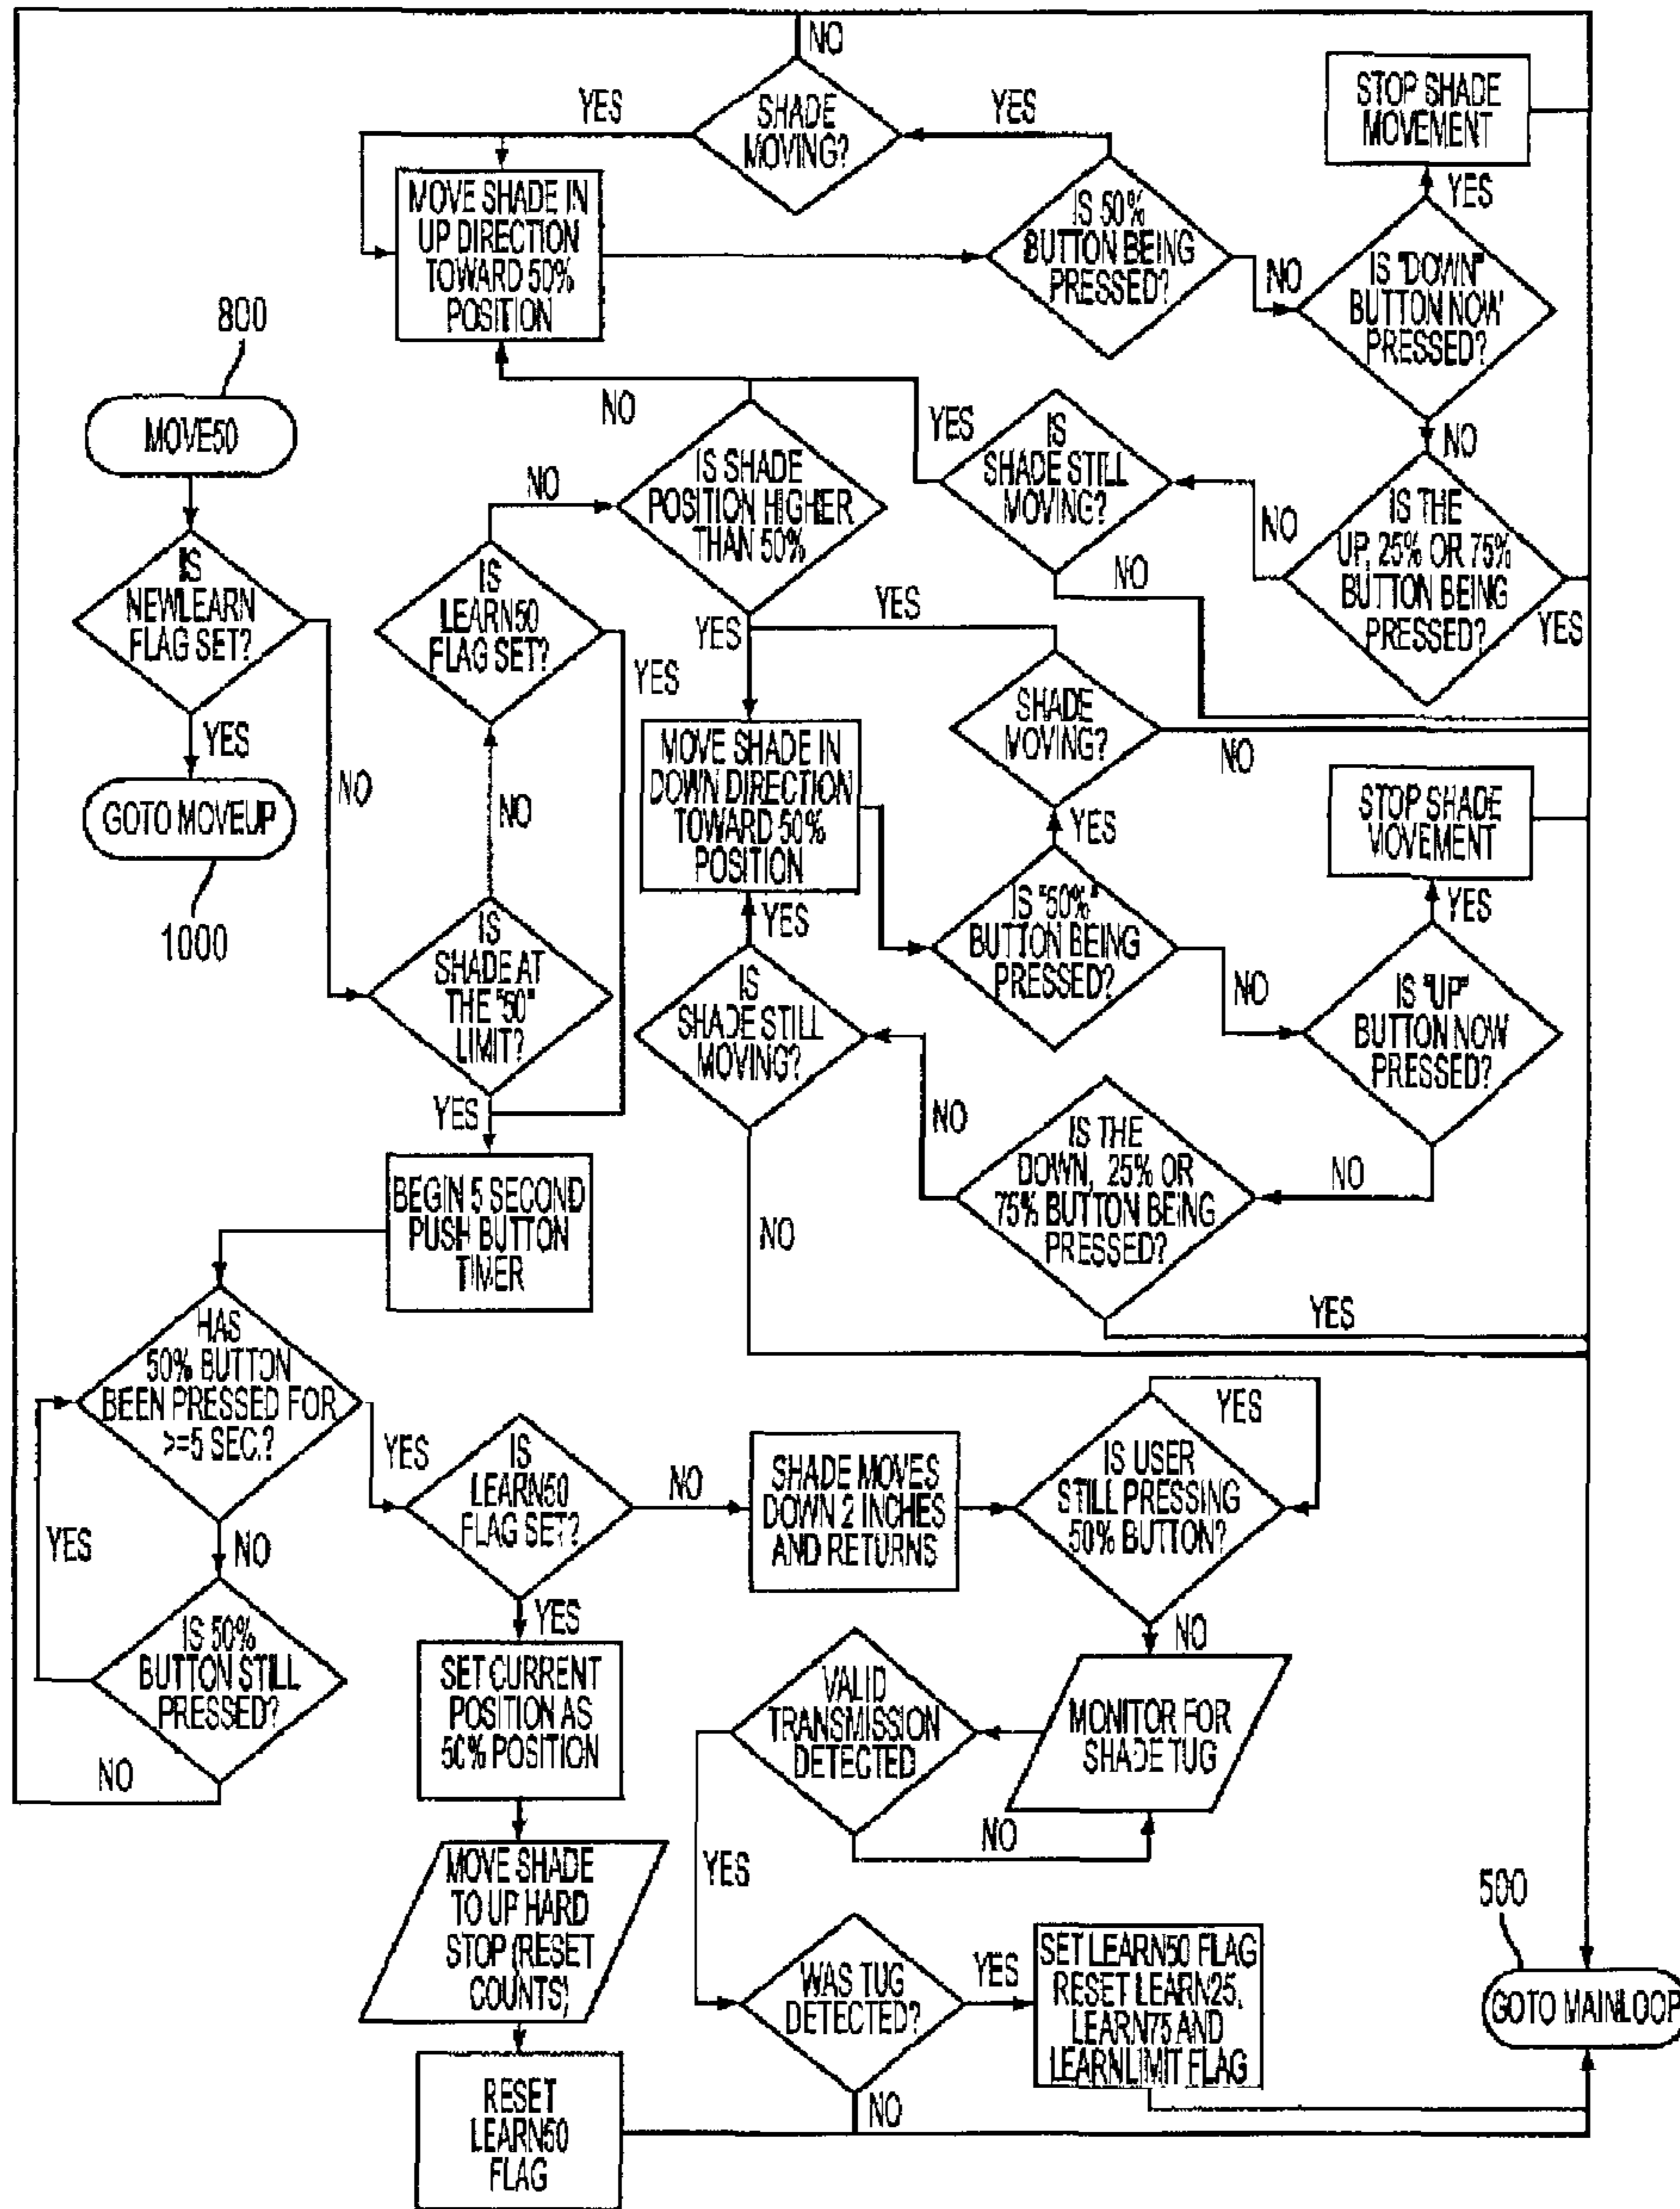 NO
YES
SHADE
MOVING?
YES
STOP SHADE
MOVEMENT
MOVE SHADE IN
UP DIRECTION
TOWARD 50%
POSITION
IS 50%
BUTTON BEING
PRESSED?
YES
NO
IS "DOWN"
BUTTON NOW
PRESSED?
800
MOVE50
NO
YES
NO
IS
SHADE STILL
MOVING?
NO
IS SHADE
POSITION HIGHER
THAN 50%
NO
IS THE
UP, 25% OR 75%
BUTTON BEING
PRESSED?
NO
YES
IS
NEWLEARN
FLAG SET?
IS
LEARN50
FLAG SET?
YES
YES
YES
YES
NO
GOTO MOVEUP
1000
NO
MOVE SHADE IN
DOWN DIRECTION
TOWARD 50%
POSITION
SHADE
MOVING?
NO
YES
STOP SHADE
MOVEMENT
YES
YES
IS
SHADE AT
THE "50"
LIMIT?
IS "50%"
BUTTON BEING
PRESSED?
NO
IS "UP"
BUTTON NOW
PRESSED?
IS
SHADE STILL
MOVING?
YES
NO
NO
IS THE
DOWN, 25% OR
75% BUTTON BEING
PRESSED?
NO
YES
BEGIN 5 SECOND
PUSH BUTTON
TIMER
HAS
50% BUTTON
BEEN PRESSED FOR
>=5 SEC.?
YES
IS
LEARN50
FLAG SET?
NO
SHADE MOVES
DOWN 2 INCHES
AND RETURNS
IS USER
STILL PRESSING
50% BUTTON?
YES
YES
NO
IS 50%
BUTTON STILL
PRESSED?
NO
YES
SET CURRENT
POSITION AS
50% POSITION
VALID
TRANSMISSION
DETECTED
NO
MONITOR FOR
SHADE TUG
NO
YES
MOVE SHADE
TO UP HARD
STOP (RESET
COUNTS)
WAS TUG
DETECTED?
YES
SET LEARN50 FLAG
RESET LEARN25,
LEARN75 AND
LEARNLIMIT FLAG
500
GOTO MAINLOOP
NO
RESET
LEARN50
FLAG